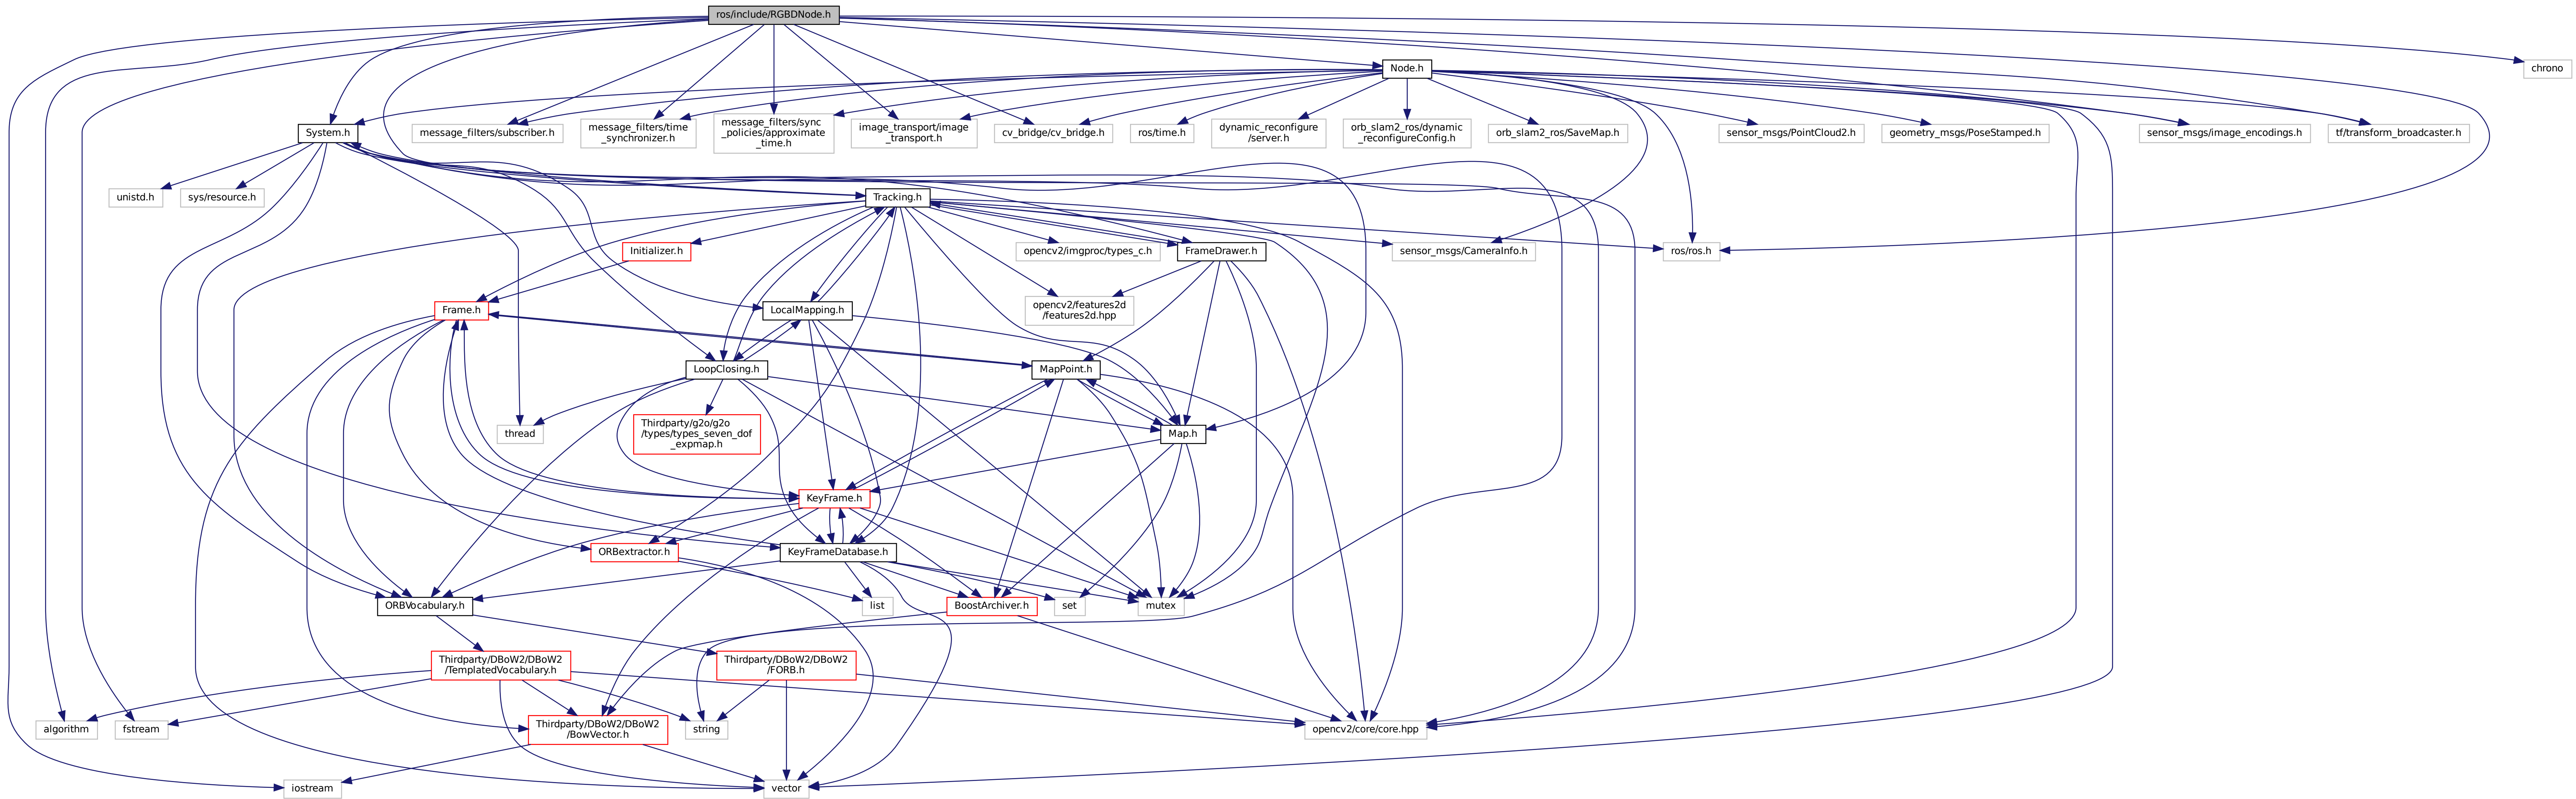 ros/include/RGBDNode.h
Node.h
chrono
System.h
message_filters/subscriber.h
message_filters/time
_synchronizer.h
message_filters/sync
_policies/approximate
_time.h
image_transport/image
_transport.h
cv_bridge/cv_bridge.h
ros/time.h
dynamic_reconfigure
/server.h
orb_slam2_ros/dynamic
_reconfigureConfig.h
orb_slam2_ros/SaveMap.h
sensor_msgs/PointCloud2.h
geometry_msgs/PoseStamped.h
sensor_msgs/image_encodings.h
tf/transform_broadcaster.h
unistd.h
sys/resource.h
Tracking.h
Initializer.h
opencv2/imgproc/types_c.h
FrameDrawer.h
sensor_msgs/CameraInfo.h
ros/ros.h
Frame.h
LocalMapping.h
opencv2/features2d
/features2d.hpp
LoopClosing.h
MapPoint.h
thread
Thirdparty/g2o/g2o
/types/types_seven_dof
_expmap.h
Map.h
KeyFrame.h
ORBextractor.h
KeyFrameDatabase.h
ORBVocabulary.h
list
BoostArchiver.h
set
mutex
Thirdparty/DBoW2/DBoW2
/TemplatedVocabulary.h
Thirdparty/DBoW2/DBoW2
/FORB.h
algorithm
fstream
Thirdparty/DBoW2/DBoW2
/BowVector.h
string
opencv2/core/core.hpp
iostream
vector